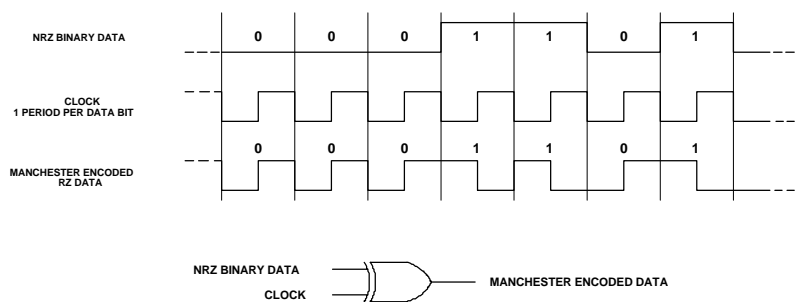 NRZ BINARY DATA
0 0 0 1 1 0 1
CLOCK
1 PERIOD PER DATA BIT
0 0 0 1 1 0 1
MANCHESTER ENCODED
RZ DATA
NRZ BINARY DATA
CLOCK
MANCHESTER ENCODED DATA